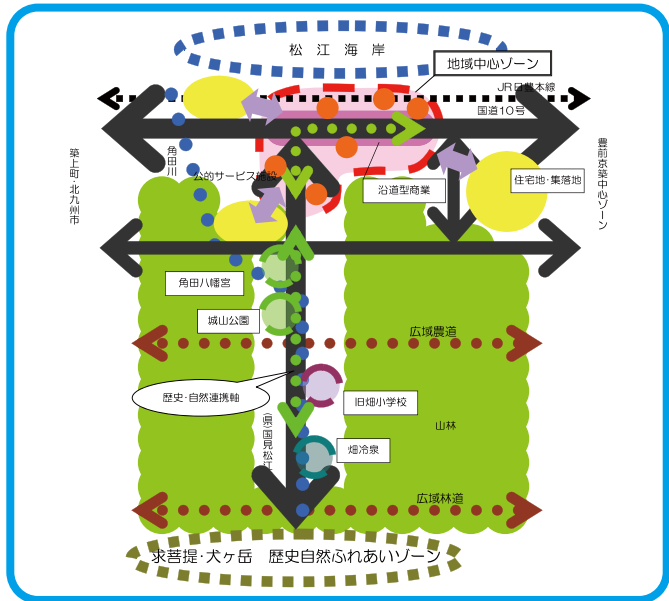 松江海岸
地域中心ゾーン
JR日豊本線
国道10号
角田川
築上町・北九州市
豊前京築中心ゾーン
公的サービス施設
沿道型商業
住宅地・集落地
角田八幡宮
城山公園
広域農道
歴史・自然連携軸
旧畑小学校
(県)国見松江
山林
畑冷泉
広域林道
求菩提・犬ヶ岳 歴史自然ふれあいゾーン